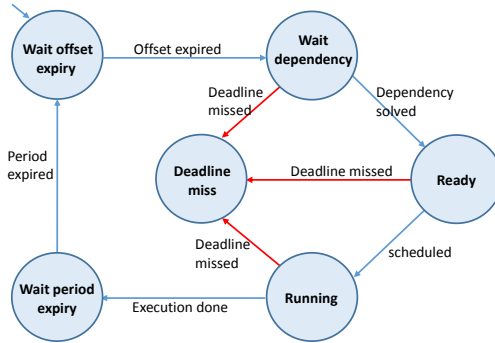 Wait offset
expiry
Offset expired
Wait
dependency
Deadline
missed
Dependency
solved
Period
expired
Deadline
miss
Deadline missed
Ready
Deadline
missed
scheduled
Wait period
expiry
Execution done
Running